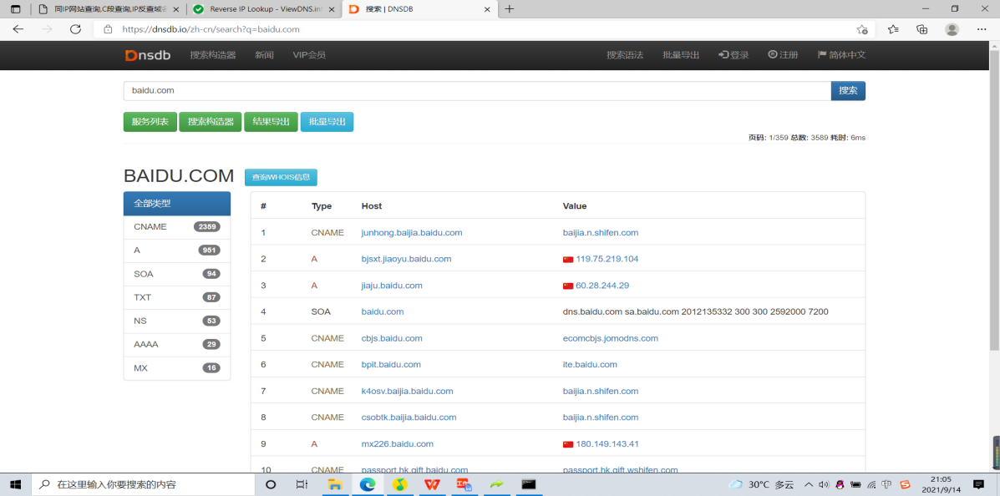 同IP网站查询,C段查询,IP反查域名
Reverse IP Lookup - ViewDNS.in
搜索 | DNSDB
https://dnsdb.io/zh-cn/search?q=baidu.com
Dnsdb 搜索构造器 新闻 VIP会员 搜索语法 批量导出 登录 注册 简体中文
baidu.com 搜索
服务列表 搜索构造器 结果导出 批量导出
页码: 1/359 总数: 3589 耗时: 6ms
BAIDU.COM 查询WHOIS信息
全部类型
CNAME 2359
A 951
SOA 94
TXT 87
NS 53
AAAA 29
MX 16
# Type Host Value
1 CNAME junhong.baijia.baidu.com baijia.n.shifen.com
2 A bjsxt.jiaoyu.baidu.com 119.75.219.104
3 A jiaju.baidu.com 60.28.244.29
4 SOA baidu.com dns.baidu.com sa.baidu.com 2012135332 300 300 2592000 7200
5 CNAME cbjs.baidu.com ecomcbjs.jomodns.com
6 CNAME bpit.baidu.com ite.baidu.com
7 CNAME k4osv.baijia.baidu.com baijia.n.shifen.com
8 CNAME csobtk.baijia.baidu.com baijia.n.shifen.com
9 A mx226.baidu.com 180.149.143.41
10 CNAME passport.hk.gift.baidu.com passport.hk.gift.wshifen.com
在这里输入你要搜索的内容
30°C 多云
中
21:05
2021/9/14